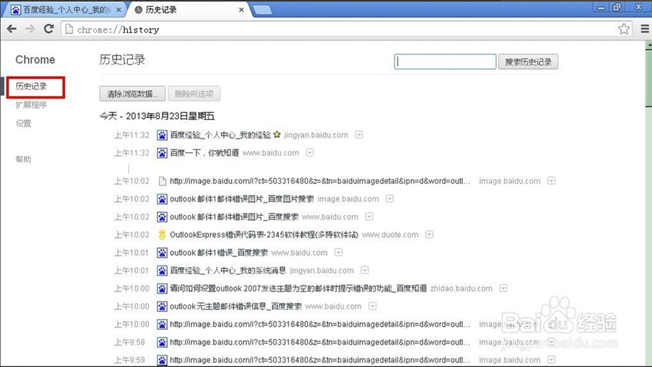 百度经验_个人中心_我的经 历史记录
chrome://history
Chrome
历史记录
扩展程序
设置
帮助
历史记录 搜索历史记录
清除浏览数据... 删除所选项
今天 - 2013年8月23日星期五
上午11:32 百度经验_个人中心_我的经验 jingyan.baidu.com
上午11:32 百度一下，你就知道 www.baidu.com
上午10:02 http://image.baidu.com/i?ct=503316480&z=&tn=baiduimagedetail&ipn=d&word=outl... image.baidu.com
上午10:02 outlook 邮件1邮件错误图片_百度图片搜索 image.baidu.com
上午10:02 outlook 邮件1邮件错误图片_百度搜索 www.baidu.com
上午10:02 OutlookExpress错误代码表-2345软件教程(多特软件站) www.duote.com
上午10:01 outlook 邮件1错误_百度搜索 www.baidu.com
上午10:01 百度经验_个人中心_我的系统消息 jingyan.baidu.com
上午10:00 请问如何设置outlook 2007发送主题为空的邮件时提示错误的功能_百度知道 zhidao.baidu.com
上午10:00 outlook无主题邮件错误信息_百度搜索 www.baidu.com
上午10:00 http://image.baidu.com/i?ct=503316480&z=&tn=baiduimagedetail&ipn=d&word=outl... image.baidu.com
上午9:59 http://image.baidu.com/i?ct=503316480&z=&tn=baiduimagedetail&ipn=d&word=outl...
上午9:59 http://image.baidu.com/i?ct=503316480&z=&tn=baiduimagedetail&ipn=d&word=outl... image.baidu.com
Baidu 经验
jingyan.baidu.com